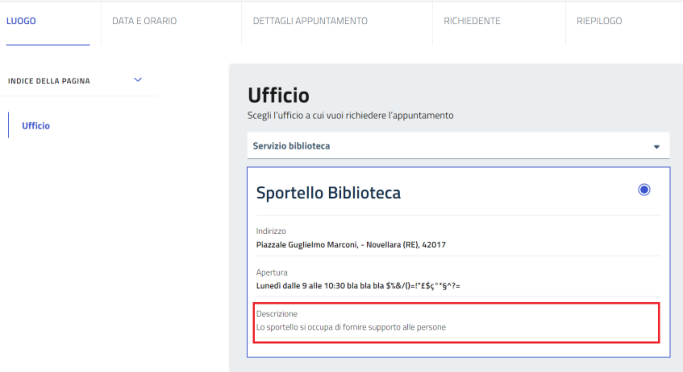 LUOGO
DATA E ORARIO
DETTAGLI APPUNTAMENTO
RICHIEDENTE
RIEPILOGO
INDICE DELLA PAGINA
Ufficio
Ufficio
Scegli l'ufficio a cui vuoi richiedere l'appuntamento
Servizio biblioteca
Sportello Biblioteca
Indirizzo
Piazzale Guglielmo Marconi, - Novellara (RE), 42017
Apertura
Lunedì dalle 9 alle 10:30 bla bla bla $%&/()=!"£$ç°"§^?=
Descrizione
Lo sportello si occupa di fornire supporto alle persone